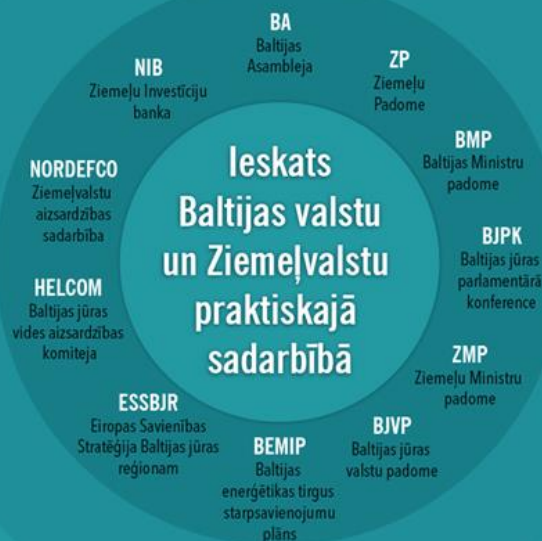 BA
Baltijas
Asambleja
ZP
Ziemeļu
Padome
BMP
Baltijas Ministru
padome
BJPK
Baltijas jūras
parlamentārā
konference
ZMP
Ziemeļu Ministru
padome
BJVP
Baltijas jūras
valstu padome
BEMIP
Baltijas
enerģētikas tirgus
starpsavienojumu
plāns
ESSBJR
Eiropas Savienības
Stratēģija Baltijas jūras
reģionam
HELCOM
Baltijas jūras
vides aizsardzības
komiteja
NORDEFCO
Ziemeļvalstu
aizsardzības
sadarbība
NIB
Ziemeļu Investīciju
banka
Ieskats
Baltijas valstu
un Ziemeļvalstu
praktiskajā
sadarbībā